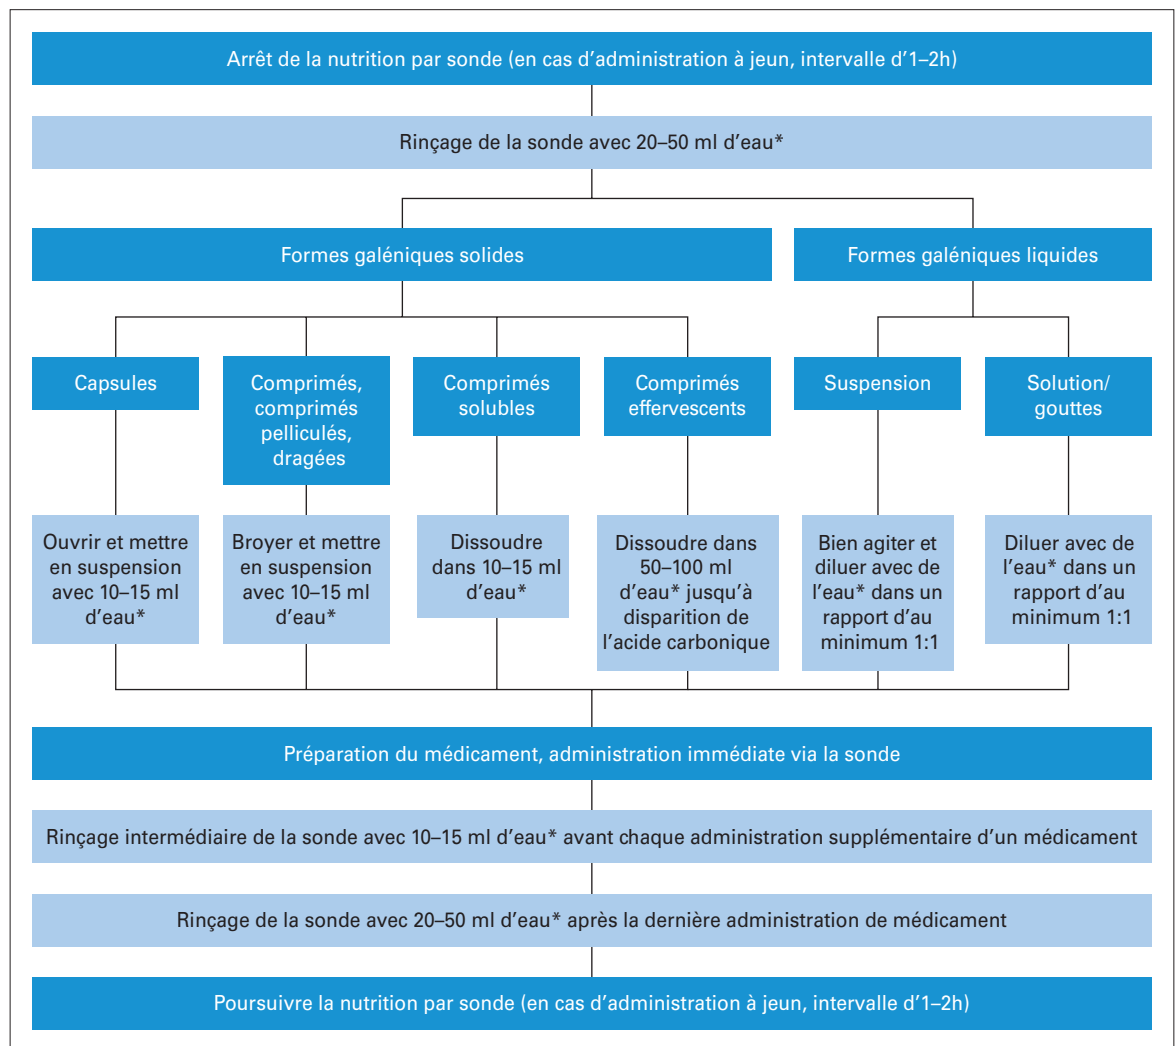 Arrêt de la nutrition par sonde (en cas d’administration à jeun, intervalle d’1–2h)
Rinçage de la sonde avec 20–50 ml d’eau*
Formes galéniques solides
Formes galéniques liquides
Capsules
Comprimés,
comprimés
pelliculés,
dragées
Comprimés
solubles
Comprimés
effervescents
Suspension
Solution/
gouttes
Ouvrir et mettre
en suspension
avec 10–15 ml
d’eau*
Broyer et mettre
en suspension
avec 10–15 ml
d’eau*
Dissoudre
dans 10–15 ml
d’eau*
Dissoudre dans
50–100 ml
d’eau* jusqu’à
disparition de
l’acide carbonique
Bien agiter et
diluer avec de
l’eau* dans un
rapport d’au
minimum 1:1
Diluer avec de
l’eau* dans un
rapport d’au
minimum 1:1
Préparation du médicament, administration immédiate via la sonde
Rinçage intermédiaire de la sonde avec 10–15 ml d’eau* avant chaque administration supplémentaire d’un médicament
Rinçage de la sonde avec 20–50 ml d’eau* après la dernière administration de médicament
Poursuivre la nutrition par sonde (en cas d’administration à jeun, intervalle d’1–2h)